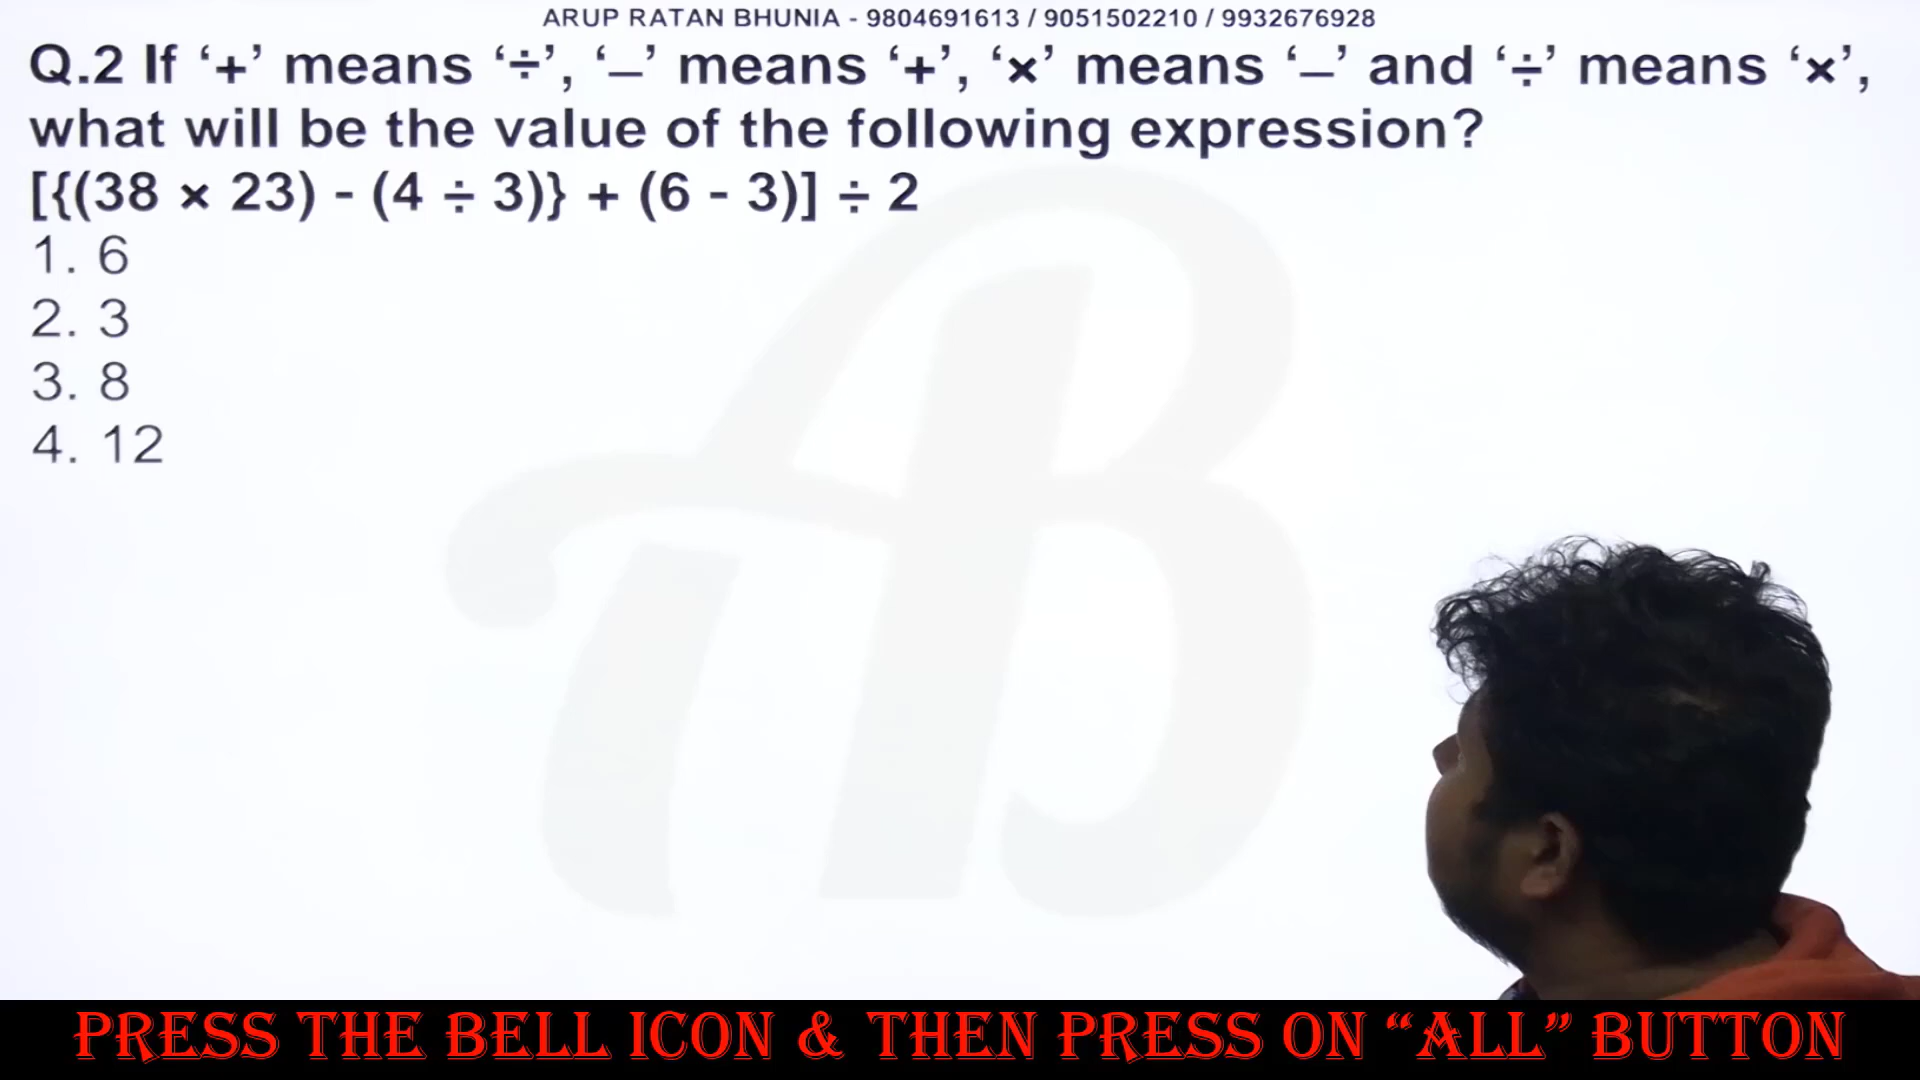 ARUP RATAN BHUNIA - 9804691613 / 9051502210 / 9932676928
Q.2 If ‘+’ means ‘÷’, ‘–’ means ‘+’, ‘×’ means ‘–’ and ‘÷’ means ‘×’,
what will be the value of the following expression?
[{(38 × 23) - (4 ÷ 3)} + (6 - 3)] ÷ 2
1. 6
2. 3
3. 8
4. 12
PRESS THE BELL ICON & THEN PRESS ON “ALL” BUTTON